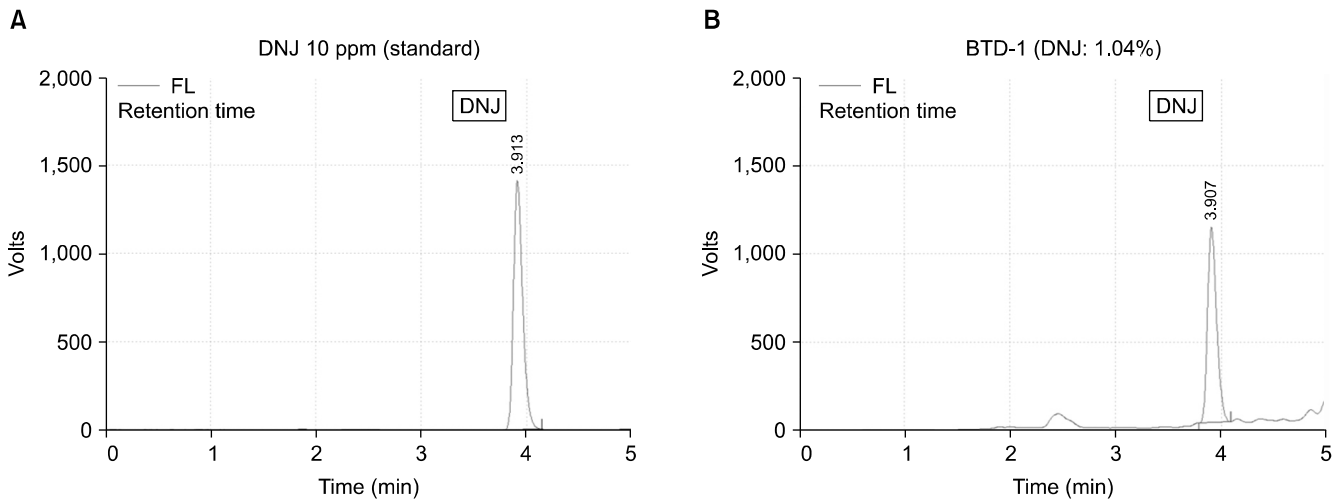 A
DNJ 10 ppm (standard)
2,000
1,500
1,000
500
0
Volts
FL
Retention time
DNJ
3.913
0 1 2 3 4 5
Time (min)
B
BTD-1 (DNJ: 1.04%)
2,000
1,500
1,000
500
0
Volts
FL
Retention time
DNJ
3.907
0 1 2 3 4 5
Time (min)